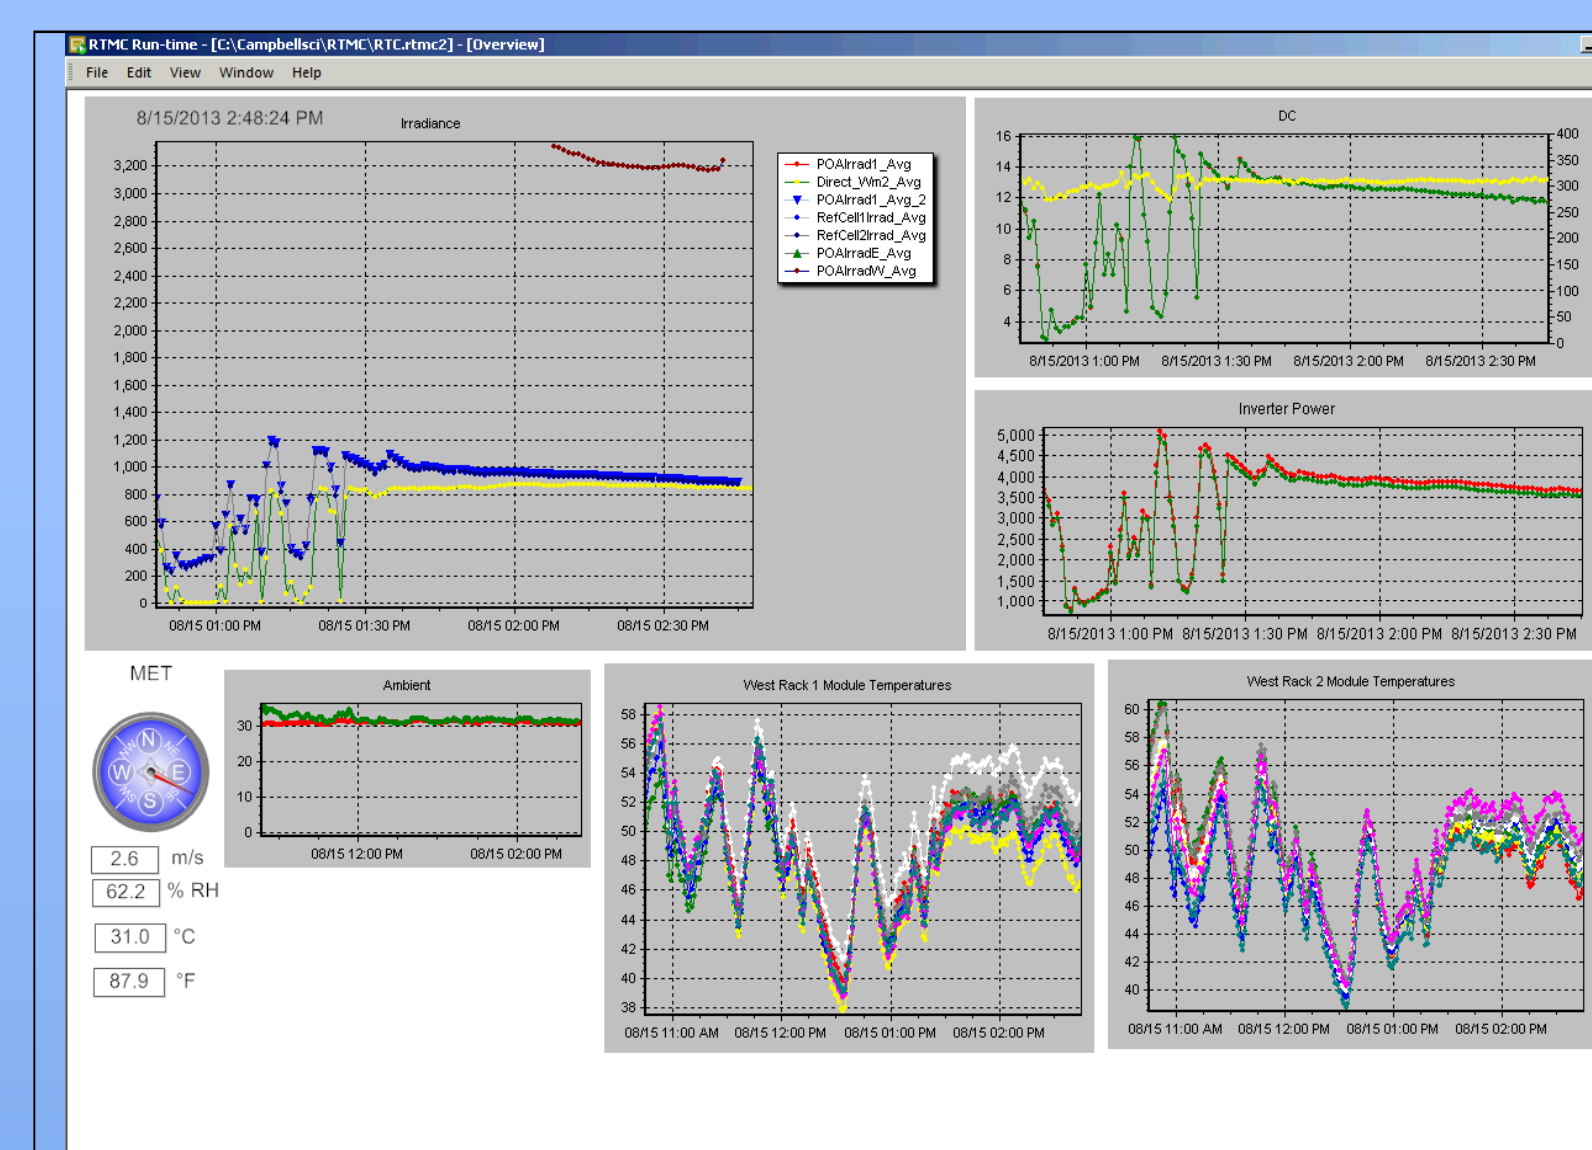 RTMC Run-time - [C:\Campbellsci\RTMC\RTC.rtmc2] - [Overview]
File Edit View Window Help
8/15/2013 2:48:24 PM
Irradiance
3,200
3,000
2,800
2,600
2,400
2,200
2,000
1,800
1,600
1,400
1,200
1,000
800
600
400
200
0
08/15 01:00 PM 08/15 01:30 PM 08/15 02:00 PM 08/15 02:30 PM
POAIrrad1_Avg
Direct_Wm2_Avg
POAIrrad1_Avg_2
RefCell1Irrad_Avg
RefCell2Irrad_Avg
POAIrradE_Avg
POAIrradW_Avg
DC
16
14
12
10
8
6
4
400
350
300
250
200
150
100
50
0
8/15/2013 1:00 PM 8/15/2013 1:30 PM 8/15/2013 2:00 PM 8/15/2013 2:30 PM
Inverter Power
5,000
4,500
4,000
3,500
3,000
2,500
2,000
1,500
1,000
8/15/2013 1:00 PM 8/15/2013 1:30 PM 8/15/2013 2:00 PM 8/15/2013 2:30 PM
MET
N
NE
E
SE
S
SW
W
NW
2.6 m/s
62.2 % RH
31.0 °C
87.9 °F
Ambient
30
20
10
0
08/15 12:00 PM 08/15 02:00 PM
West Rack 1 Module Temperatures
58
56
54
52
50
48
46
44
42
40
38
08/15 11:00 AM 08/15 12:00 PM 08/15 01:00 PM 08/15 02:00 PM
West Rack 2 Module Temperatures
60
58
56
54
52
50
48
46
44
42
40
08/15 11:00 AM 08/15 12:00 PM 08/15 01:00 PM 08/15 02:00 PM